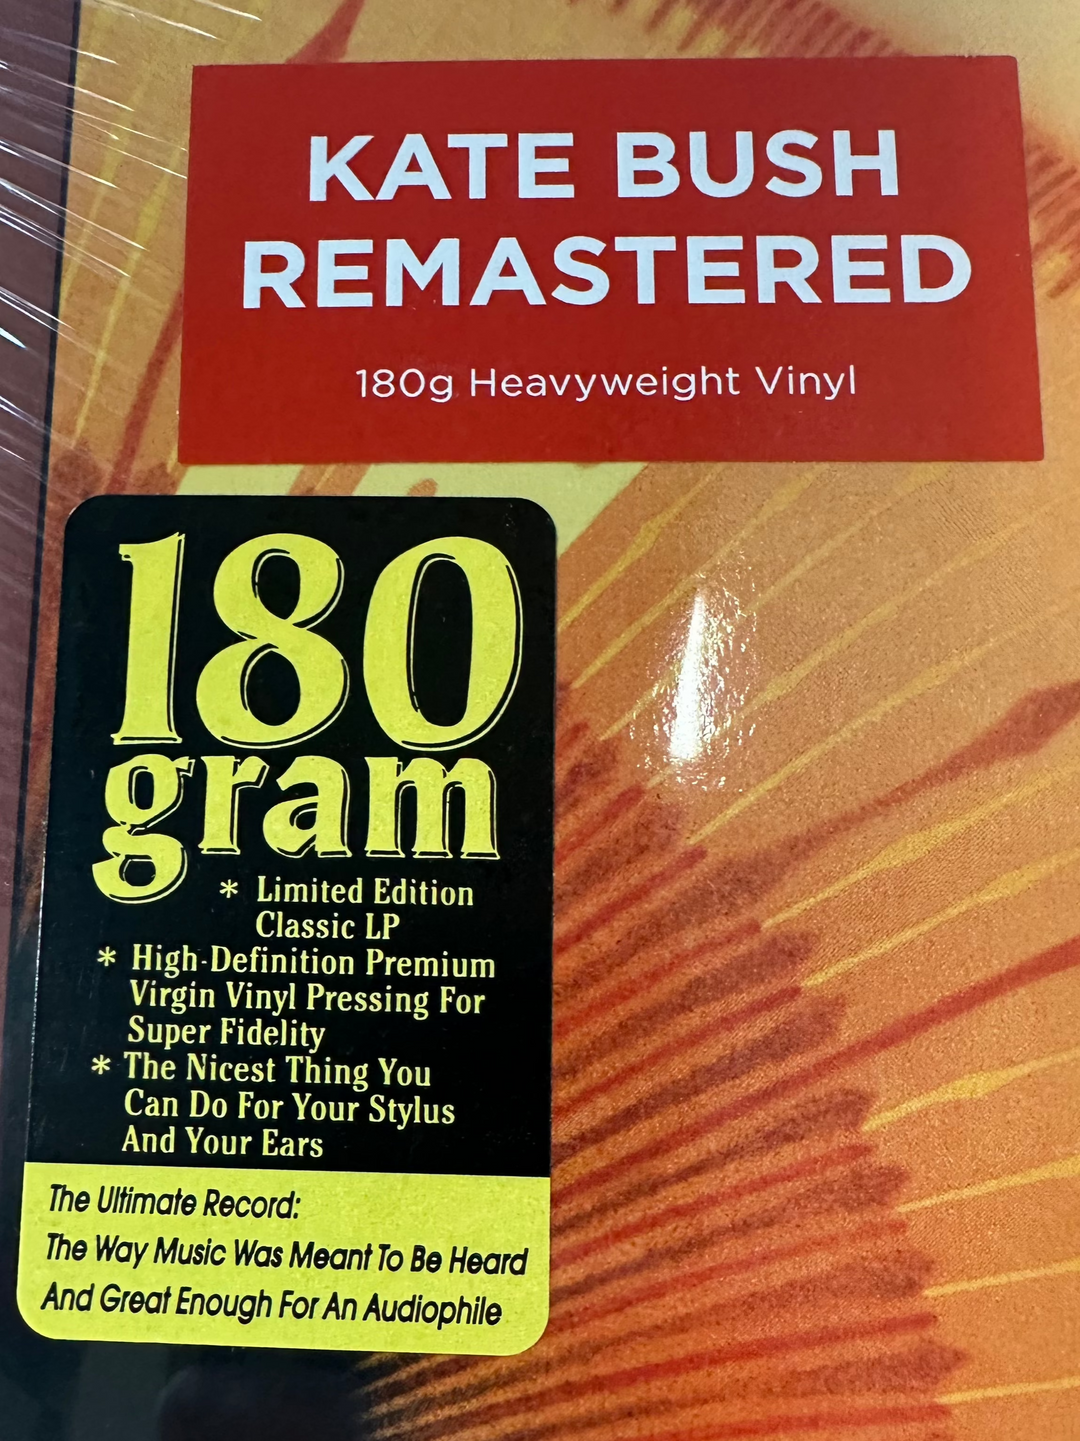 KATE BUSH
REMASTERED
180g Heavyweight Vinyl
180
gram
* Limited Edition
Classic LP
* High-Definition Premium
Virgin Vinyl Pressing For
Super Fidelity
* The Nicest Thing You
Can Do For Your Stylus
And Your Ears
The Ultimate Record:
The Way Music Was Meant To Be Heard
And Great Enough For An Audiophile